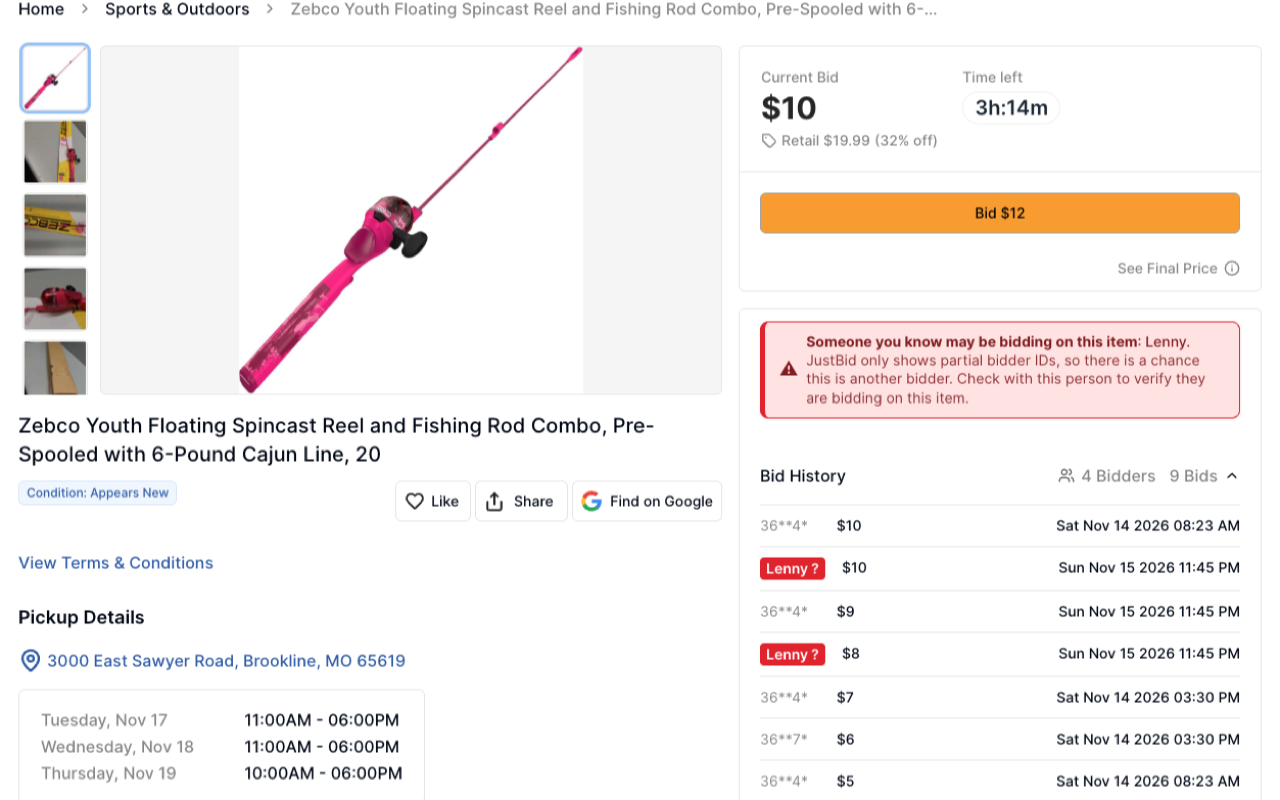 Home > Sports & Outdoors > Zebco Youth Floating Spincast Reel and Fishing Rod Combo, Pre-Spooled with 6-...
ZEBCO
Zebco Youth Floating Spincast Reel and Fishing Rod Combo, Pre-
Spooled with 6-Pound Cajun Line, 20
Condition: Appears New
Like
Share
Find on Google
View Terms & Conditions
Pickup Details
3000 East Sawyer Road, Brookline, MO 65619
Tuesday, Nov 17 11:00AM - 06:00PM
Wednesday, Nov 18 11:00AM - 06:00PM
Thursday, Nov 19 10:00AM - 06:00PM
Current Bid Time left
$10 3h:14m
Retail $19.99 (32% off)
Bid $12
See Final Price
Someone you know may be bidding on this item: Lenny.
JustBid only shows partial bidder IDs, so there is a chance
this is another bidder. Check with this person to verify they
are bidding on this item.
Bid History 4 Bidders 9 Bids
36**4* $10 Sat Nov 14 2026 08:23 AM
Lenny ? $10 Sun Nov 15 2026 11:45 PM
36**4* $9 Sun Nov 15 2026 11:45 PM
Lenny ? $8 Sun Nov 15 2026 11:45 PM
36**4* $7 Sat Nov 14 2026 03:30 PM
36**7* $6 Sat Nov 14 2026 03:30 PM
36**4* $5 Sat Nov 14 2026 08:23 AM